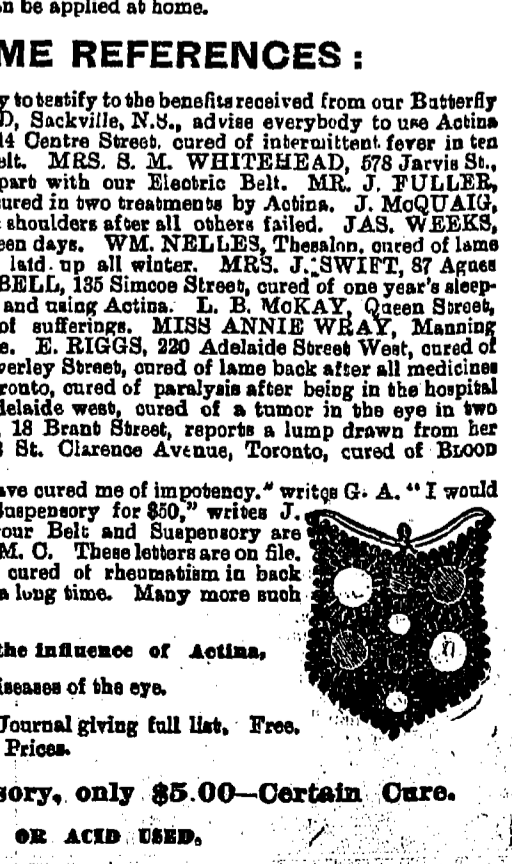 n be applied at home.
ME REFERENCES:
y to testify to the benefits received from our Butterfly
D, Sackville, N.S., advise everybody to use Actina
14 Centre Street, cured of intermittent fever in ten
elt. MRS. S. M. WHITEHEAD, 578 Jarvis St.,
part with our Electric Belt. MR. J. FULLER,
ured in two treatments by Actina. J. McQUAIG,
shoulders after all others failed. JAS. WEEKS,
een days. WM. NELLES, Thesalon, cured of lame
laid up all winter. MRS. J. SWIFT, 87 Agnes
BELL, 135 Simcoe Street, cured of one year's sleep-
and using Actina. L. B. McKAY, Queen Street,
of sufferings. MISS ANNIE WRAY, Manning
e. E. RIGGS, 220 Adelaide Street West, cured of
verley Street, cured of lame back after all medicines
ronto, cured of paralysis after being in the hospital
delaide west, cured of a tumor in the eye in two
, 18 Brant Street, reports a lump drawn from her
St. Clarence Avenue, Toronto, cured of BLOOD
ave cured me of impotency." writes G. A. "I would
Suspensory for $50," writes J.
our Belt and Suspensory are
M. C. These letters are on file.
cured of rheumatism in back
a long time. Many more such
the influence of Actina,
iseases of the eye.
Journal giving full list, Free.
Prices.
sory, only $5.00—Certain Cure.
OR ACID USED,